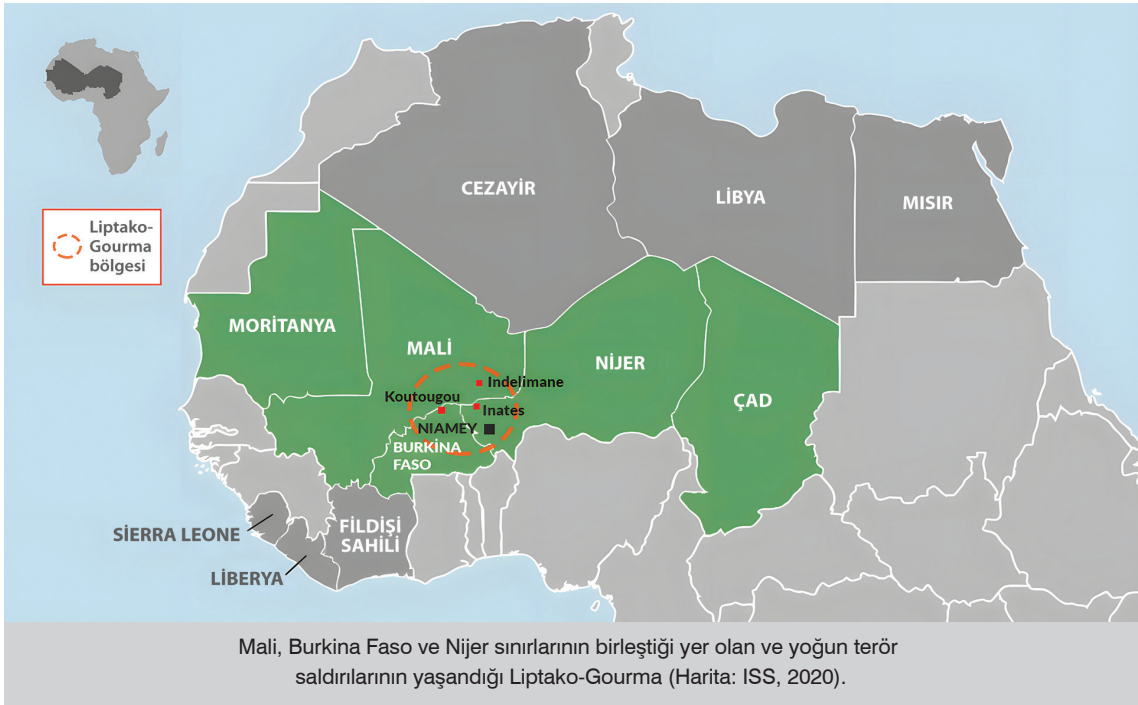 CEZAYİR
LİBYA
MISIR
Liptako-
Gourma
bölgesi
MORİTANYA
MALİ
NİJER
ÇAD
Indelimane
Koutougou
Inates
NIAMEY
BURKİNA
FASO
SİERRA LEONE
FİLDİŞİ
SAHİLİ
LİBERYA
Mali, Burkina Faso ve Nijer sınırlarının birleştiği yer olan ve yoğun terör
saldırılarının yaşandığı Liptako-Gourma (Harita: ISS, 2020).